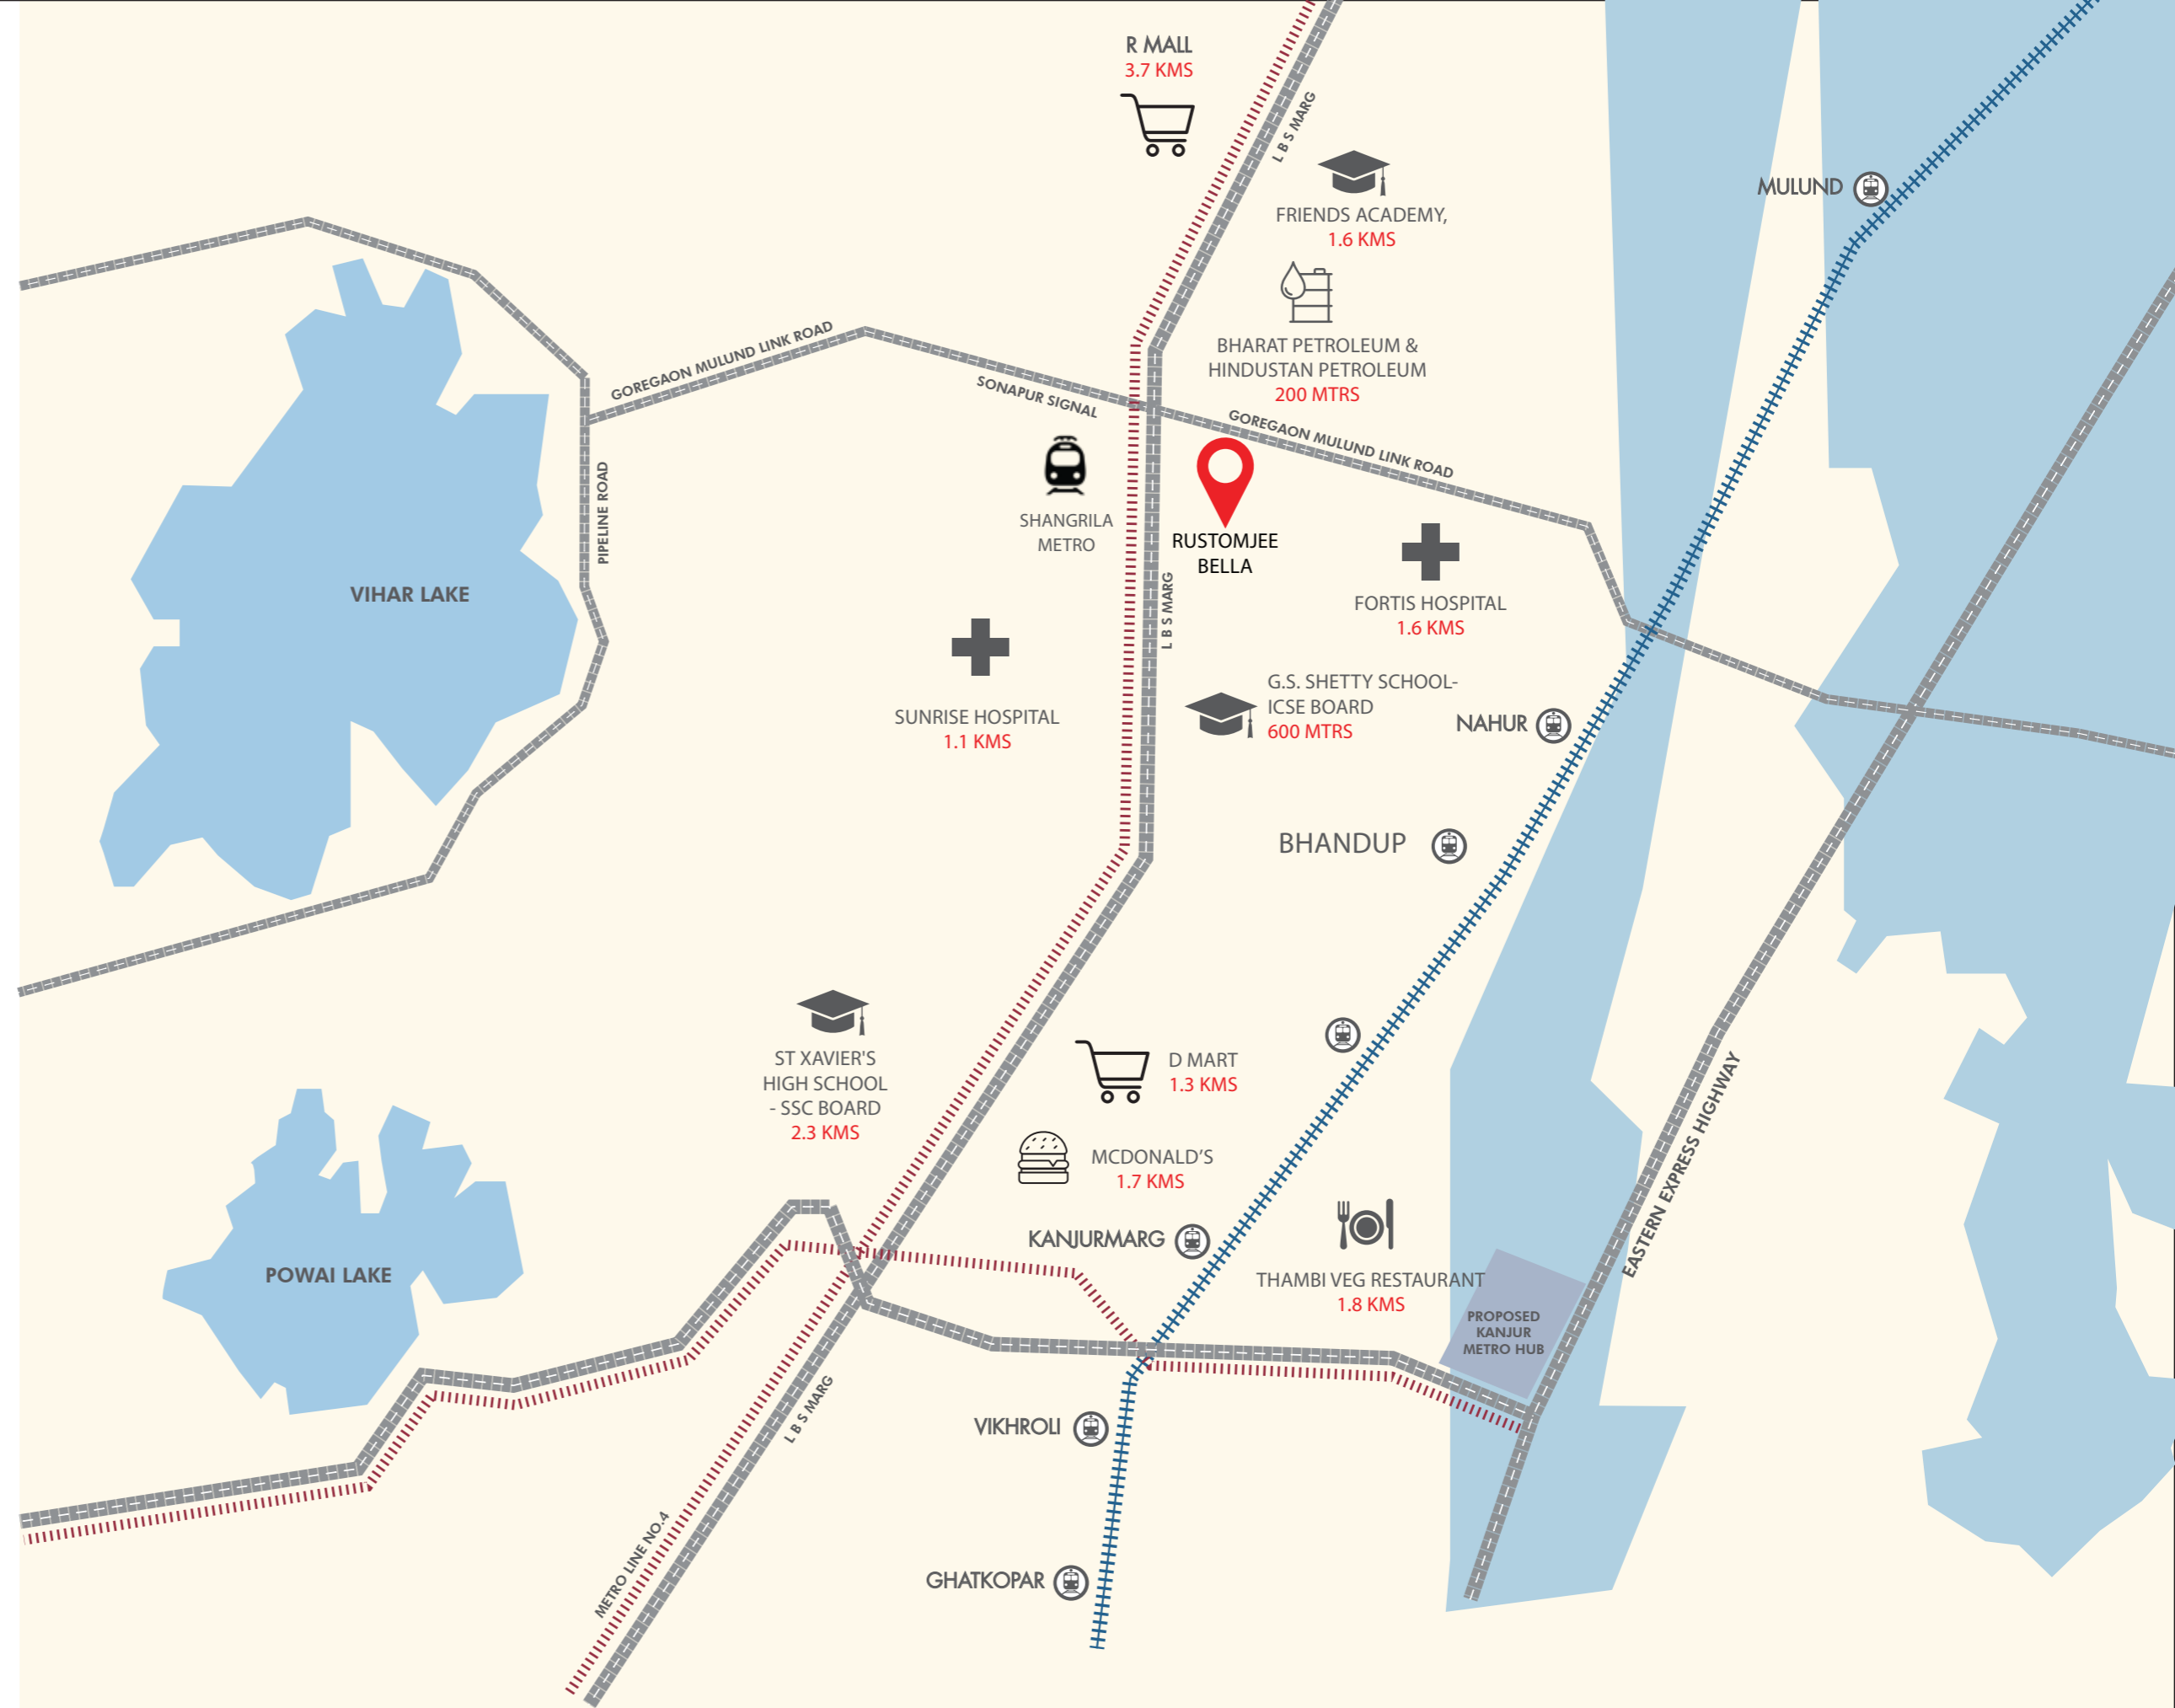 R MALL
3.7 KMS
L B S MARG
FRIENDS ACADEMY,
1.6 KMS
MULUND
BHARAT PETROLEUM &
HINDUSTAN PETROLEUM
200 MTRS
GOREGAON MULUND LINK ROAD
SONAPUR SIGNAL
GOREGAON MULUND LINK ROAD
PIPELINE ROAD
SHANGRILA
METRO
RUSTOMJEE
BELLA
VIHAR LAKE
L B S MARG
FORTIS HOSPITAL
1.6 KMS
SUNRISE HOSPITAL
1.1 KMS
G.S. SHETTY SCHOOL-
ICSE BOARD
600 MTRS
NAHUR
BHANDUP
ST XAVIER'S
HIGH SCHOOL
- SSC BOARD
2.3 KMS
D MART
1.3 KMS
MCDONALD’S
1.7 KMS
EASTERN EXPRESS HIGHWAY
KANJURMARG
POWAI LAKE
THAMBI VEG RESTAURANT
1.8 KMS
PROPOSED
KANJUR
METRO HUB
L B S MARG
VIKHROLI
METRO LINE NO.4
GHATKOPAR